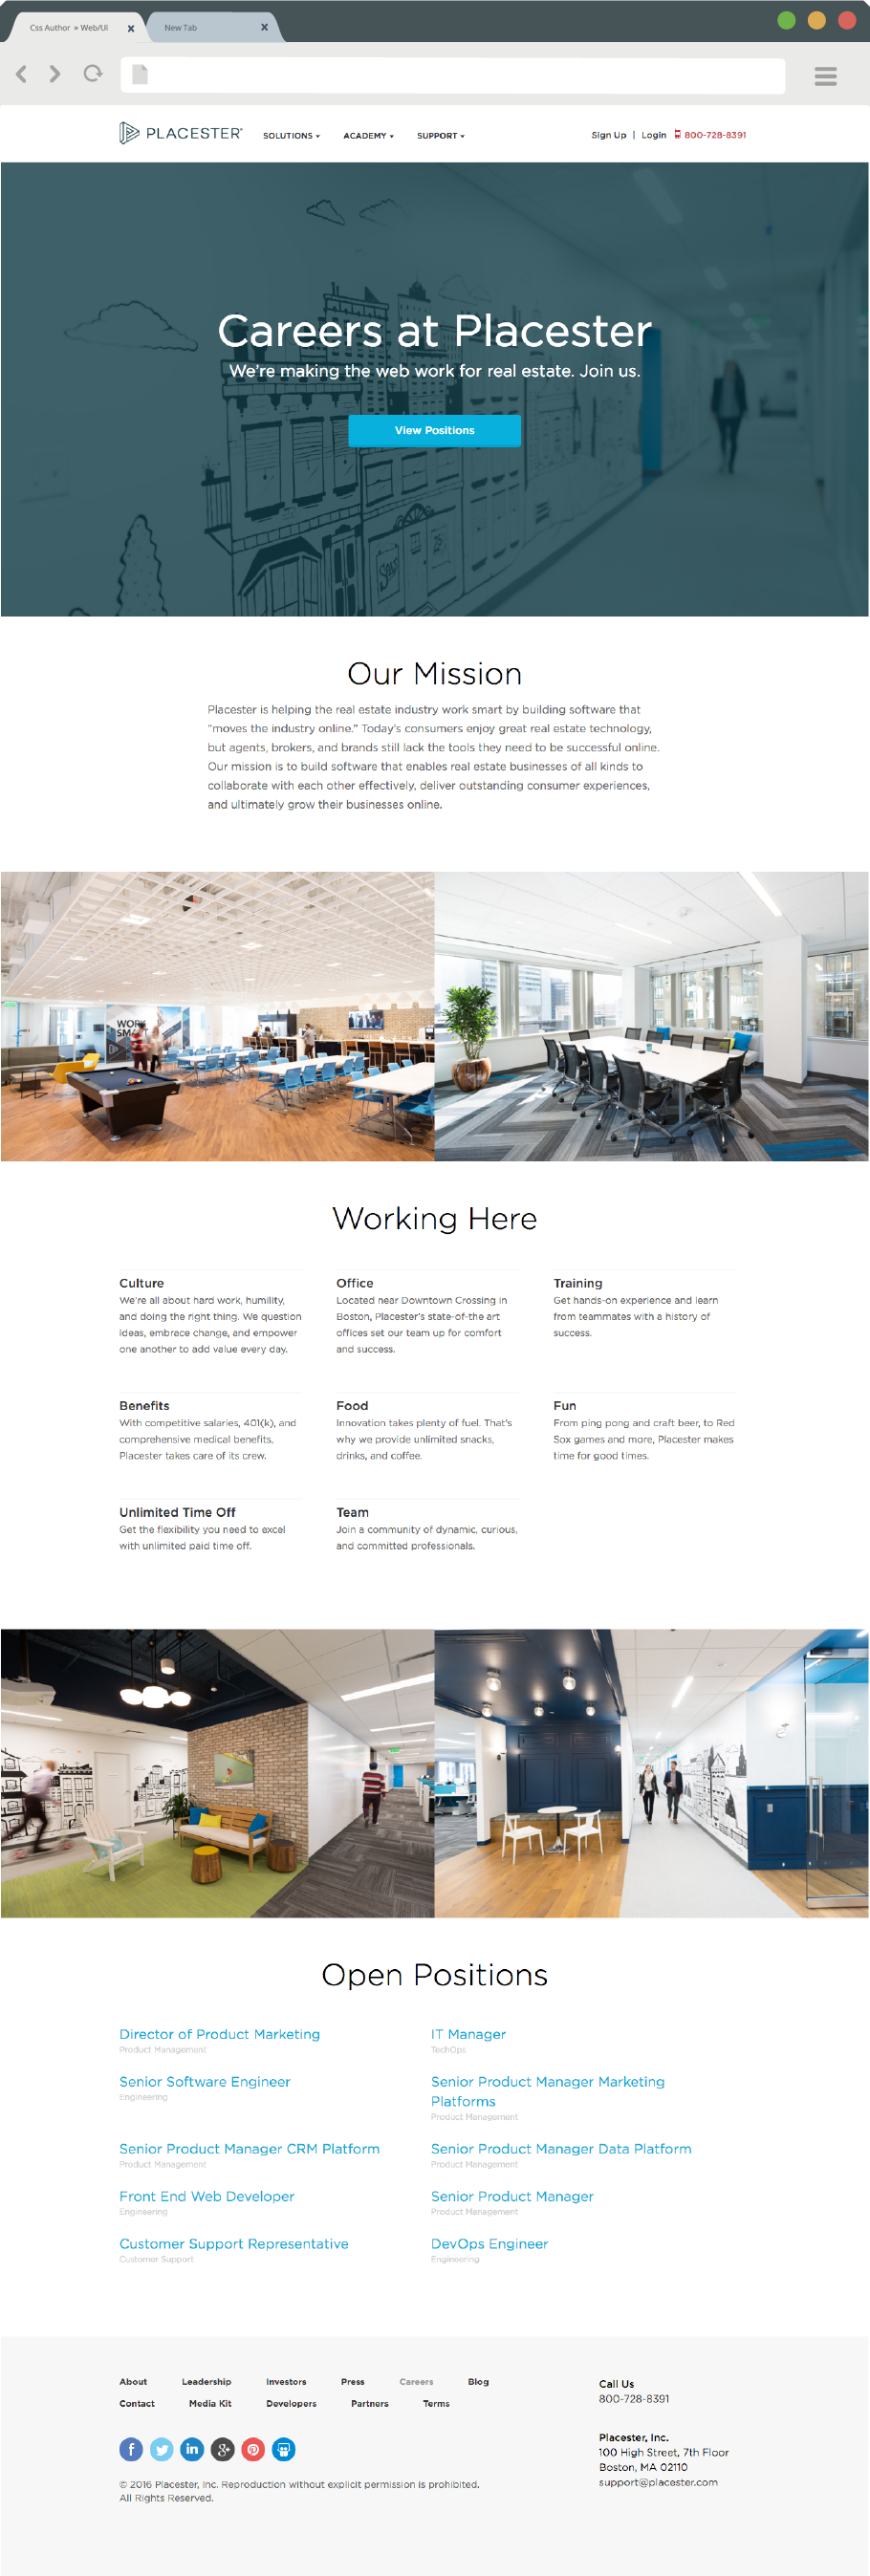 Css Author » Web/Ui
New Tab
PLACESTER
SOLUTIONS
ACADEMY
SUPPORT
Sign Up | Login 800-728-8391
Careers at Placester
We're making the web work for real estate. Join us.
View Positions
Our Mission
Placester is helping the real estate industry work smart by building software that
"moves the industry online." Today's consumers enjoy great real estate technology,
but agents, brokers, and brands still lack the tools they need to be successful online.
Our mission is to build software that enables real estate businesses of all kinds to
collaborate with each other effectively, deliver outstanding consumer experiences,
and ultimately grow their businesses online.
WORK
SMART
Working Here
Culture
We're all about hard work, humility,
and doing the right thing. We question
ideas, embrace change, and empower
one another to add value every day.
Office
Located near Downtown Crossing in
Boston, Placester's state-of-the art
offices set our team up for comfort
and success.
Training
Get hands-on experience and learn
from teammates with a history of
success.
Benefits
With competitive salaries, 401(k), and
comprehensive medical benefits,
Placester takes care of its crew.
Food
Innovation takes plenty of fuel. That's
why we provide unlimited snacks,
drinks, and coffee.
Fun
From ping pong and craft beer, to Red
Sox games and more, Placester makes
time for good times.
Unlimited Time Off
Get the flexibility you need to excel
with unlimited paid time off.
Team
Join a community of dynamic, curious,
and committed professionals.
Open Positions
Director of Product Marketing
Product Management
IT Manager
TechOps
Senior Software Engineer
Engineering
Senior Product Manager Marketing
Platforms
Product Management
Senior Product Manager CRM Platform
Product Management
Senior Product Manager Data Platform
Product Management
Front End Web Developer
Engineering
Senior Product Manager
Product Management
Customer Support Representative
Customer Support
DevOps Engineer
Engineering
About Leadership Investors Press Careers Blog
Contact Media Kit Developers Partners Terms
© 2016 Placester, Inc. Reproduction without explicit permission is prohibited.
All Rights Reserved.
Call Us
800-728-8391
Placester, Inc.
100 High Street, 7th Floor
Boston, MA 02110
support@placester.com